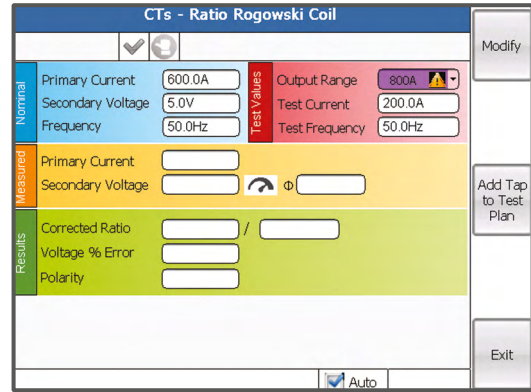 CTs - Ratio Rogowski Coil
Modify
Nominal
Primary Current 600.0A
Secondary Voltage 5.0V
Frequency 50.0Hz
Test Values
Output Range 800A
Test Current 200.0A
Test Frequency 50.0Hz
Measured
Primary Current
Secondary Voltage Φ
Add Tap
to Test
Plan
Results
Corrected Ratio /
Voltage % Error
Polarity
Exit
Auto